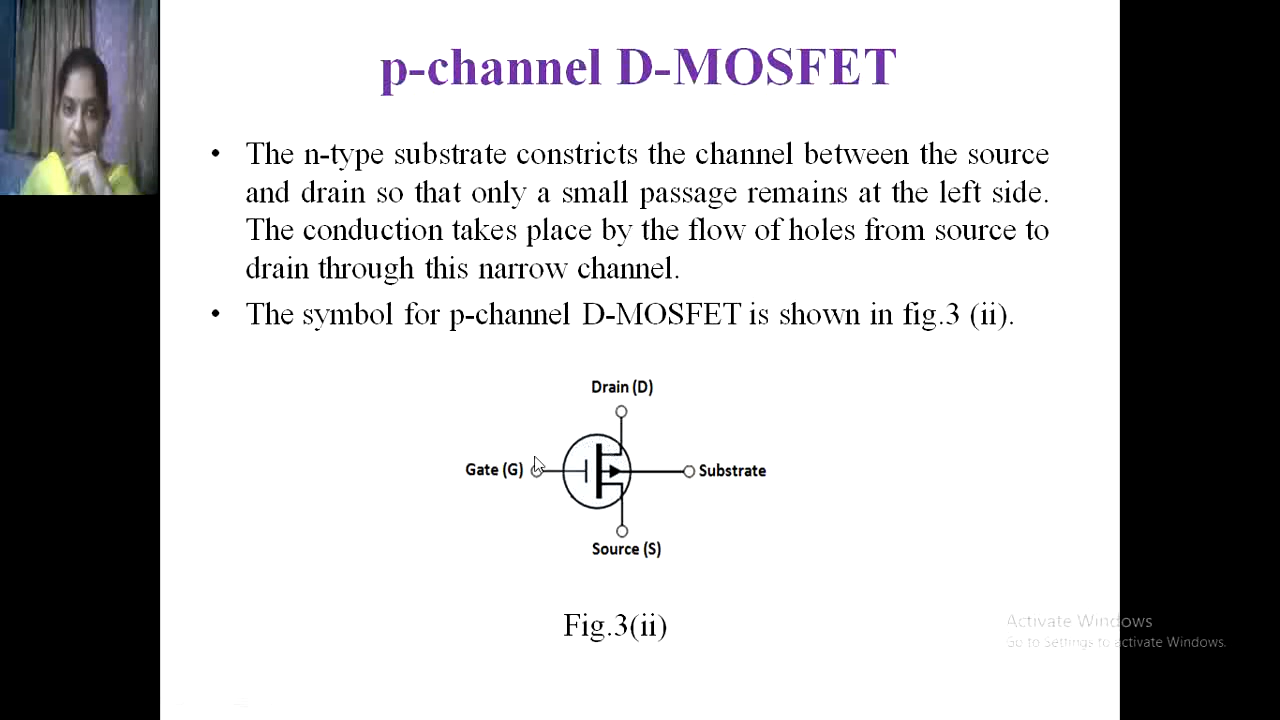 p-channel D-MOSFET
• The n-type substrate constricts the channel between the source
and drain so that only a small passage remains at the left side.
The conduction takes place by the flow of holes from source to
drain through this narrow channel.
• The symbol for p-channel D-MOSFET is shown in fig.3 (ii).
Drain (D)
Gate (G)
Substrate
Source (S)
Fig.3(ii)
Activate Windows
Go to Settings to activate Windows.